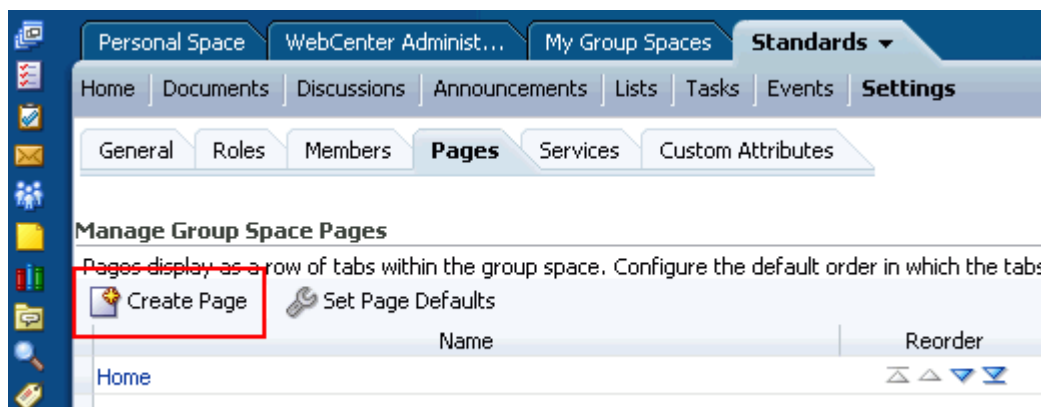 Personal Space WebCenter Administ... My Group Spaces Standards
Home Documents Discussions Announcements Lists Tasks Events Settings
General Roles Members Pages Services Custom Attributes
Manage Group Space Pages
Pages display as a row of tabs within the group space. Configure the default order in which the tabs
Create Page Set Page Defaults
Name Reorder
Home